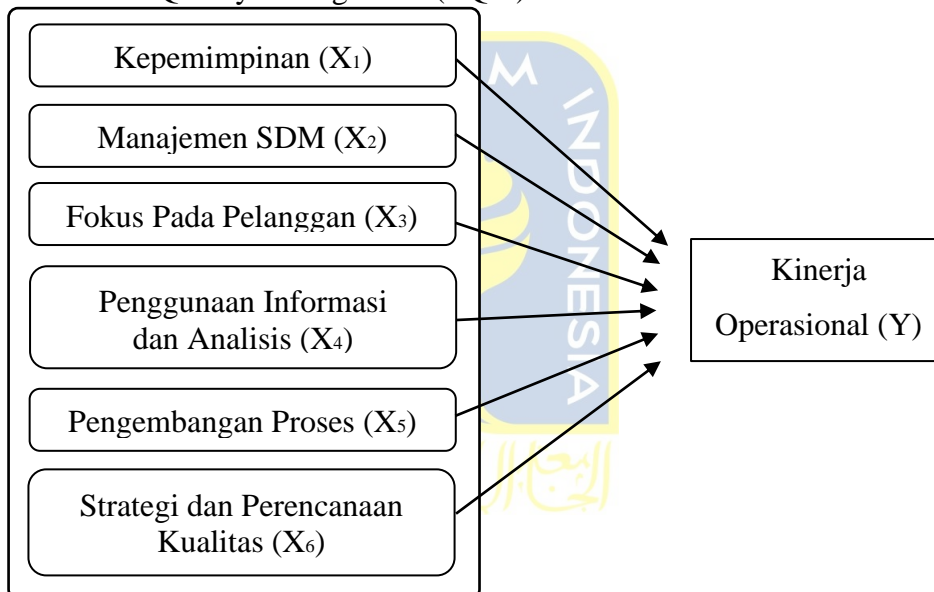 Kepemimpinan (X1)
Manajemen SDM (X2)
Fokus Pada Pelanggan (X3)
Penggunaan Informasi
dan Analisis (X4)
Pengembangan Proses (X5)
Strategi dan Perencanaan
Kualitas (X6)
Kinerja
Operasional (Y)
M INDONESIA